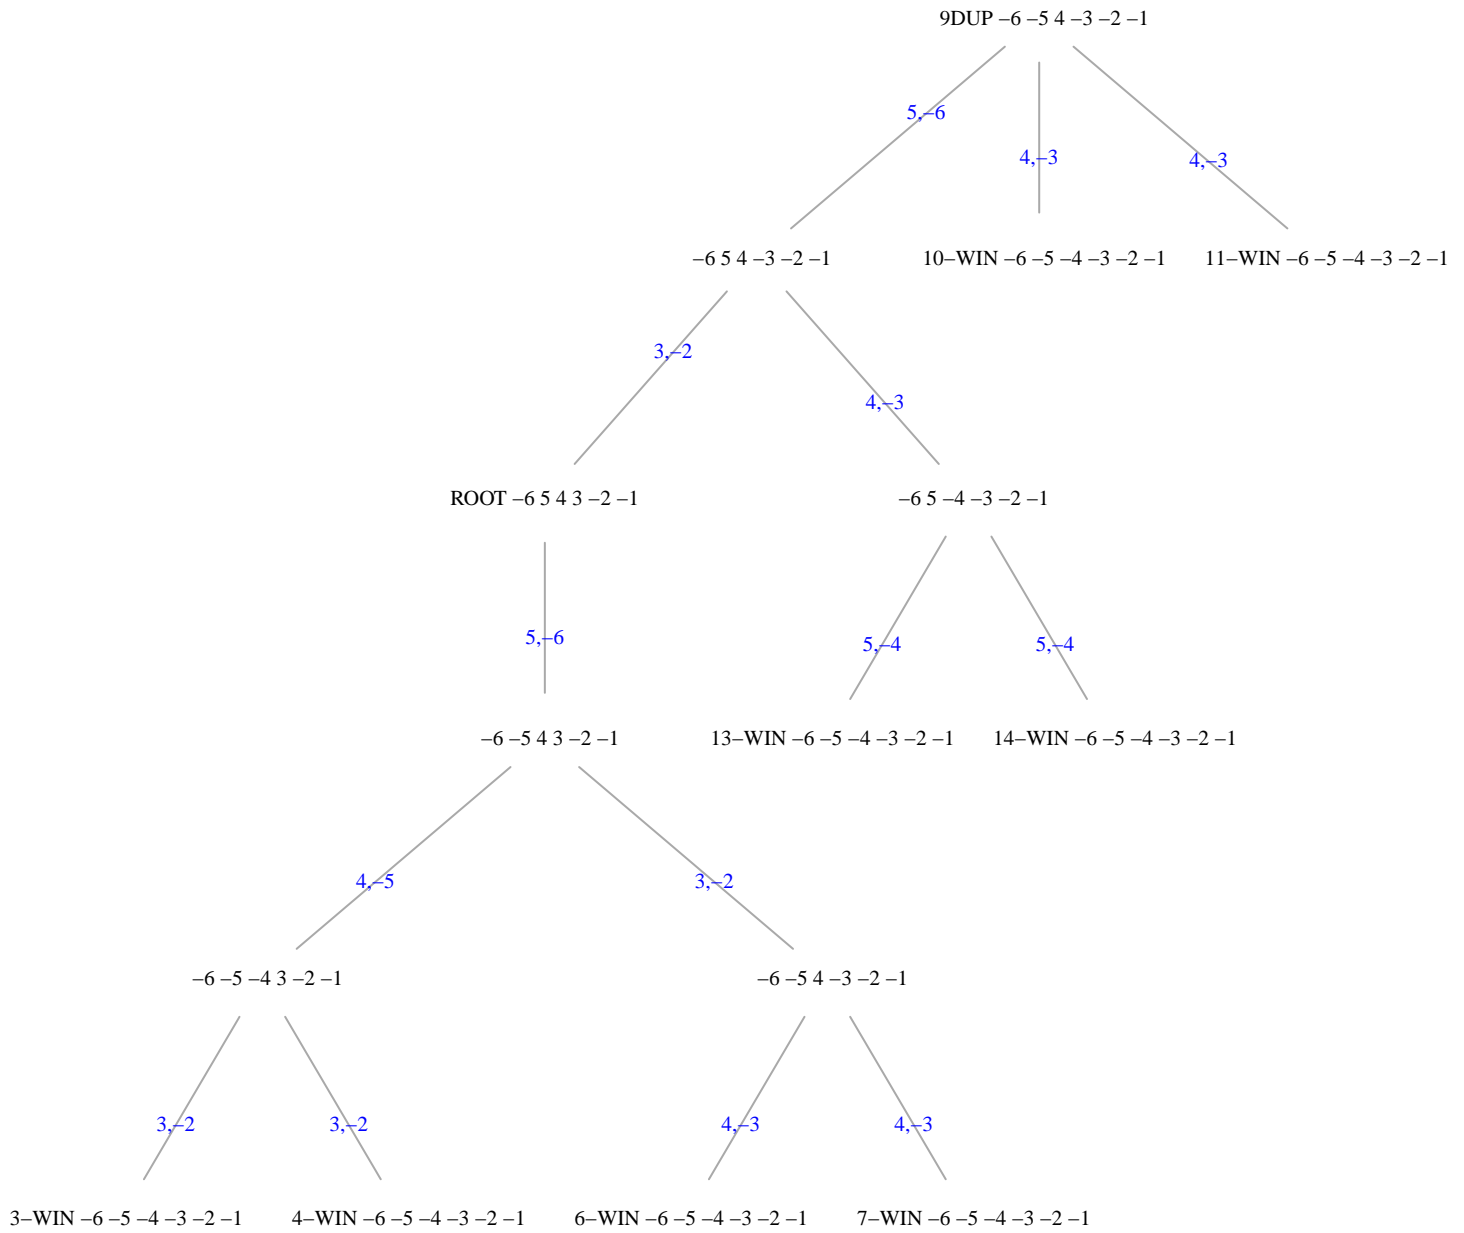 9DUP –6 –5 4 –3 –2 –1
5,–6
4,–3
4,–3
–6 5 4 –3 –2 –1
10–WIN –6 –5 –4 –3 –2 –1
11–WIN –6 –5 –4 –3 –2 –1
3,–2
4,–3
ROOT –6 5 4 3 –2 –1
–6 5 –4 –3 –2 –1
5,–6
5,–4
5,–4
–6 –5 4 3 –2 –1
13–WIN –6 –5 –4 –3 –2 –1
14–WIN –6 –5 –4 –3 –2 –1
4,–5
3,–2
–6 –5 –4 3 –2 –1
–6 –5 4 –3 –2 –1
3,–2
3,–2
4,–3
4,–3
3–WIN –6 –5 –4 –3 –2 –1
4–WIN –6 –5 –4 –3 –2 –1
6–WIN –6 –5 –4 –3 –2 –1
7–WIN –6 –5 –4 –3 –2 –1